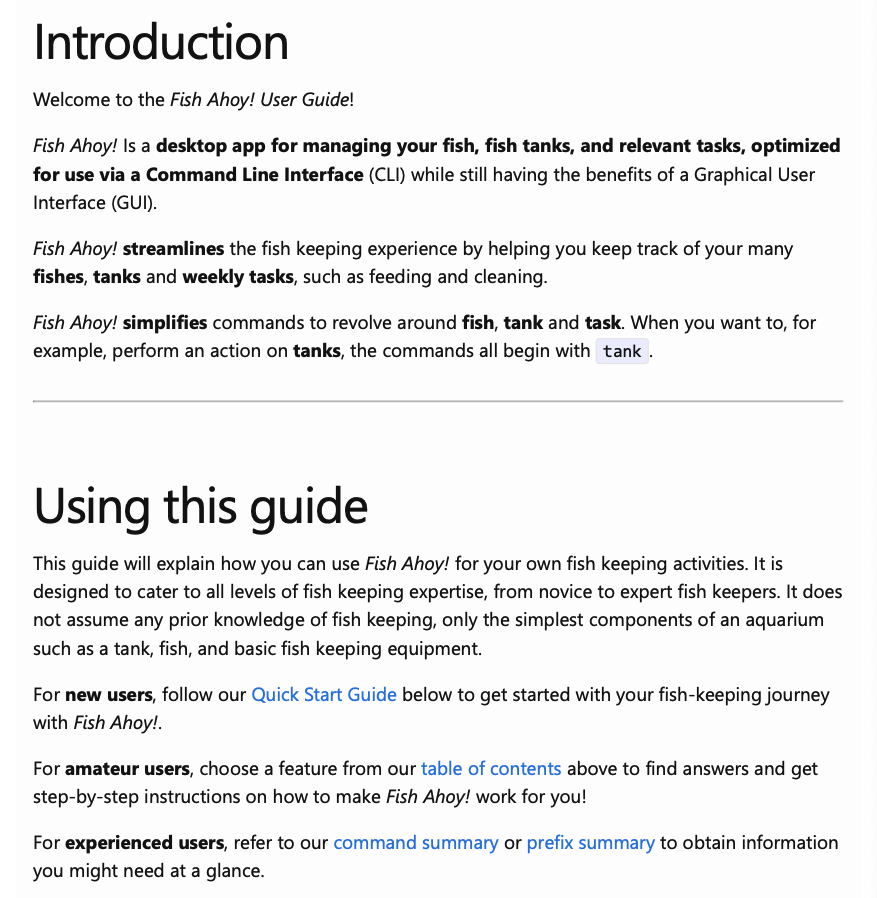 Introduction
Welcome to the Fish Ahoy! User Guide!
Fish Ahoy! Is a desktop app for managing your fish, fish tanks, and relevant tasks, optimized
for use via a Command Line Interface (CLI) while still having the benefits of a Graphical User
Interface (GUI).
Fish Ahoy! streamlines the fish keeping experience by helping you keep track of your many
fishes, tanks and weekly tasks, such as feeding and cleaning.
Fish Ahoy! simplifies commands to revolve around fish, tank and task. When you want to, for
example, perform an action on tanks, the commands all begin with tank.
Using this guide
This guide will explain how you can use Fish Ahoy! for your own fish keeping activities. It is
designed to cater to all levels of fish keeping expertise, from novice to expert fish keepers. It does
not assume any prior knowledge of fish keeping, only the simplest components of an aquarium
such as a tank, fish, and basic fish keeping equipment.
For new users, follow our Quick Start Guide below to get started with your fish-keeping journey
with Fish Ahoy!.
For amateur users, choose a feature from our table of contents above to find answers and get
step-by-step instructions on how to make Fish Ahoy! work for you!
For experienced users, refer to our command summary or prefix summary to obtain information
you might need at a glance.